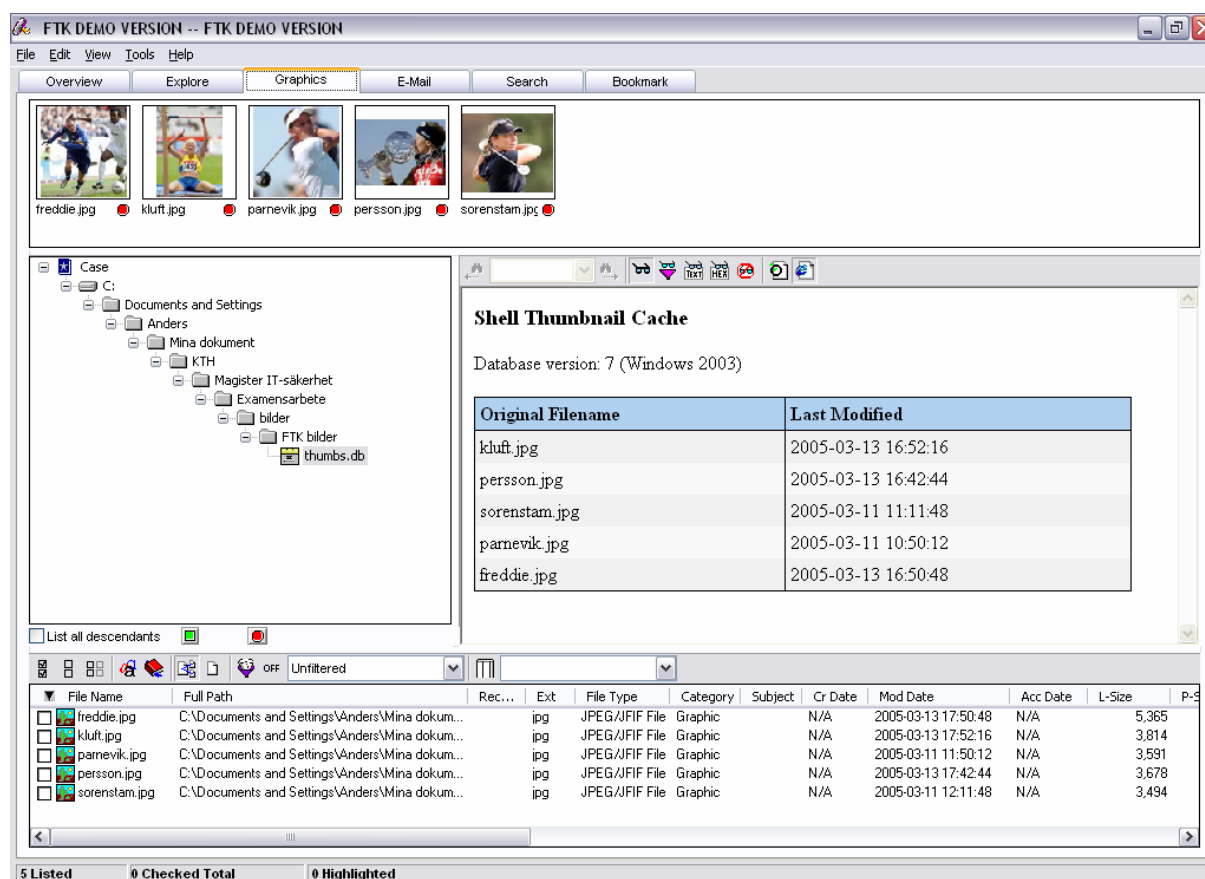 FTK DEMO VERSION -- FTK DEMO VERSION
File Edit View Tools Help
Overview Explore Graphics E-Mail Search Bookmark
freddie.jpg kluft.jpg parnevik.jpg persson.jpg sorenstam.jpg
Case
C:
Documents and Settings
Anders
Mina dokument
KTH
Magister IT-säkerhet
Examensarbete
bilder
FTK bilder
thumbs.db
List all descendants
TEXT HEX
Shell Thumbnail Cache
Database version: 7 (Windows 2003)
Original Filename Last Modified
kluft.jpg 2005-03-13 16:52:16
persson.jpg 2005-03-13 16:42:44
sorenstam.jpg 2005-03-11 11:11:48
parnevik.jpg 2005-03-11 10:50:12
freddie.jpg 2005-03-13 16:50:48
OFF Unfiltered
File Name Full Path Rec... Ext File Type Category Subject Cr Date Mod Date Acc Date L-Size P-S
freddie.jpg C:\Documents and Settings\Anders\Mina dokum... jpg JPEG/JFIF File Graphic N/A 2005-03-13 17:50:48 N/A 5,365
kluft.jpg C:\Documents and Settings\Anders\Mina dokum... jpg JPEG/JFIF File Graphic N/A 2005-03-13 17:52:16 N/A 3,814
parnevik.jpg C:\Documents and Settings\Anders\Mina dokum... jpg JPEG/JFIF File Graphic N/A 2005-03-11 11:50:12 N/A 3,591
persson.jpg C:\Documents and Settings\Anders\Mina dokum... jpg JPEG/JFIF File Graphic N/A 2005-03-13 17:42:44 N/A 3,678
sorenstam.jpg C:\Documents and Settings\Anders\Mina dokum... jpg JPEG/JFIF File Graphic N/A 2005-03-11 12:11:48 N/A 3,494
5 Listed 0 Checked Total 0 Highlighted